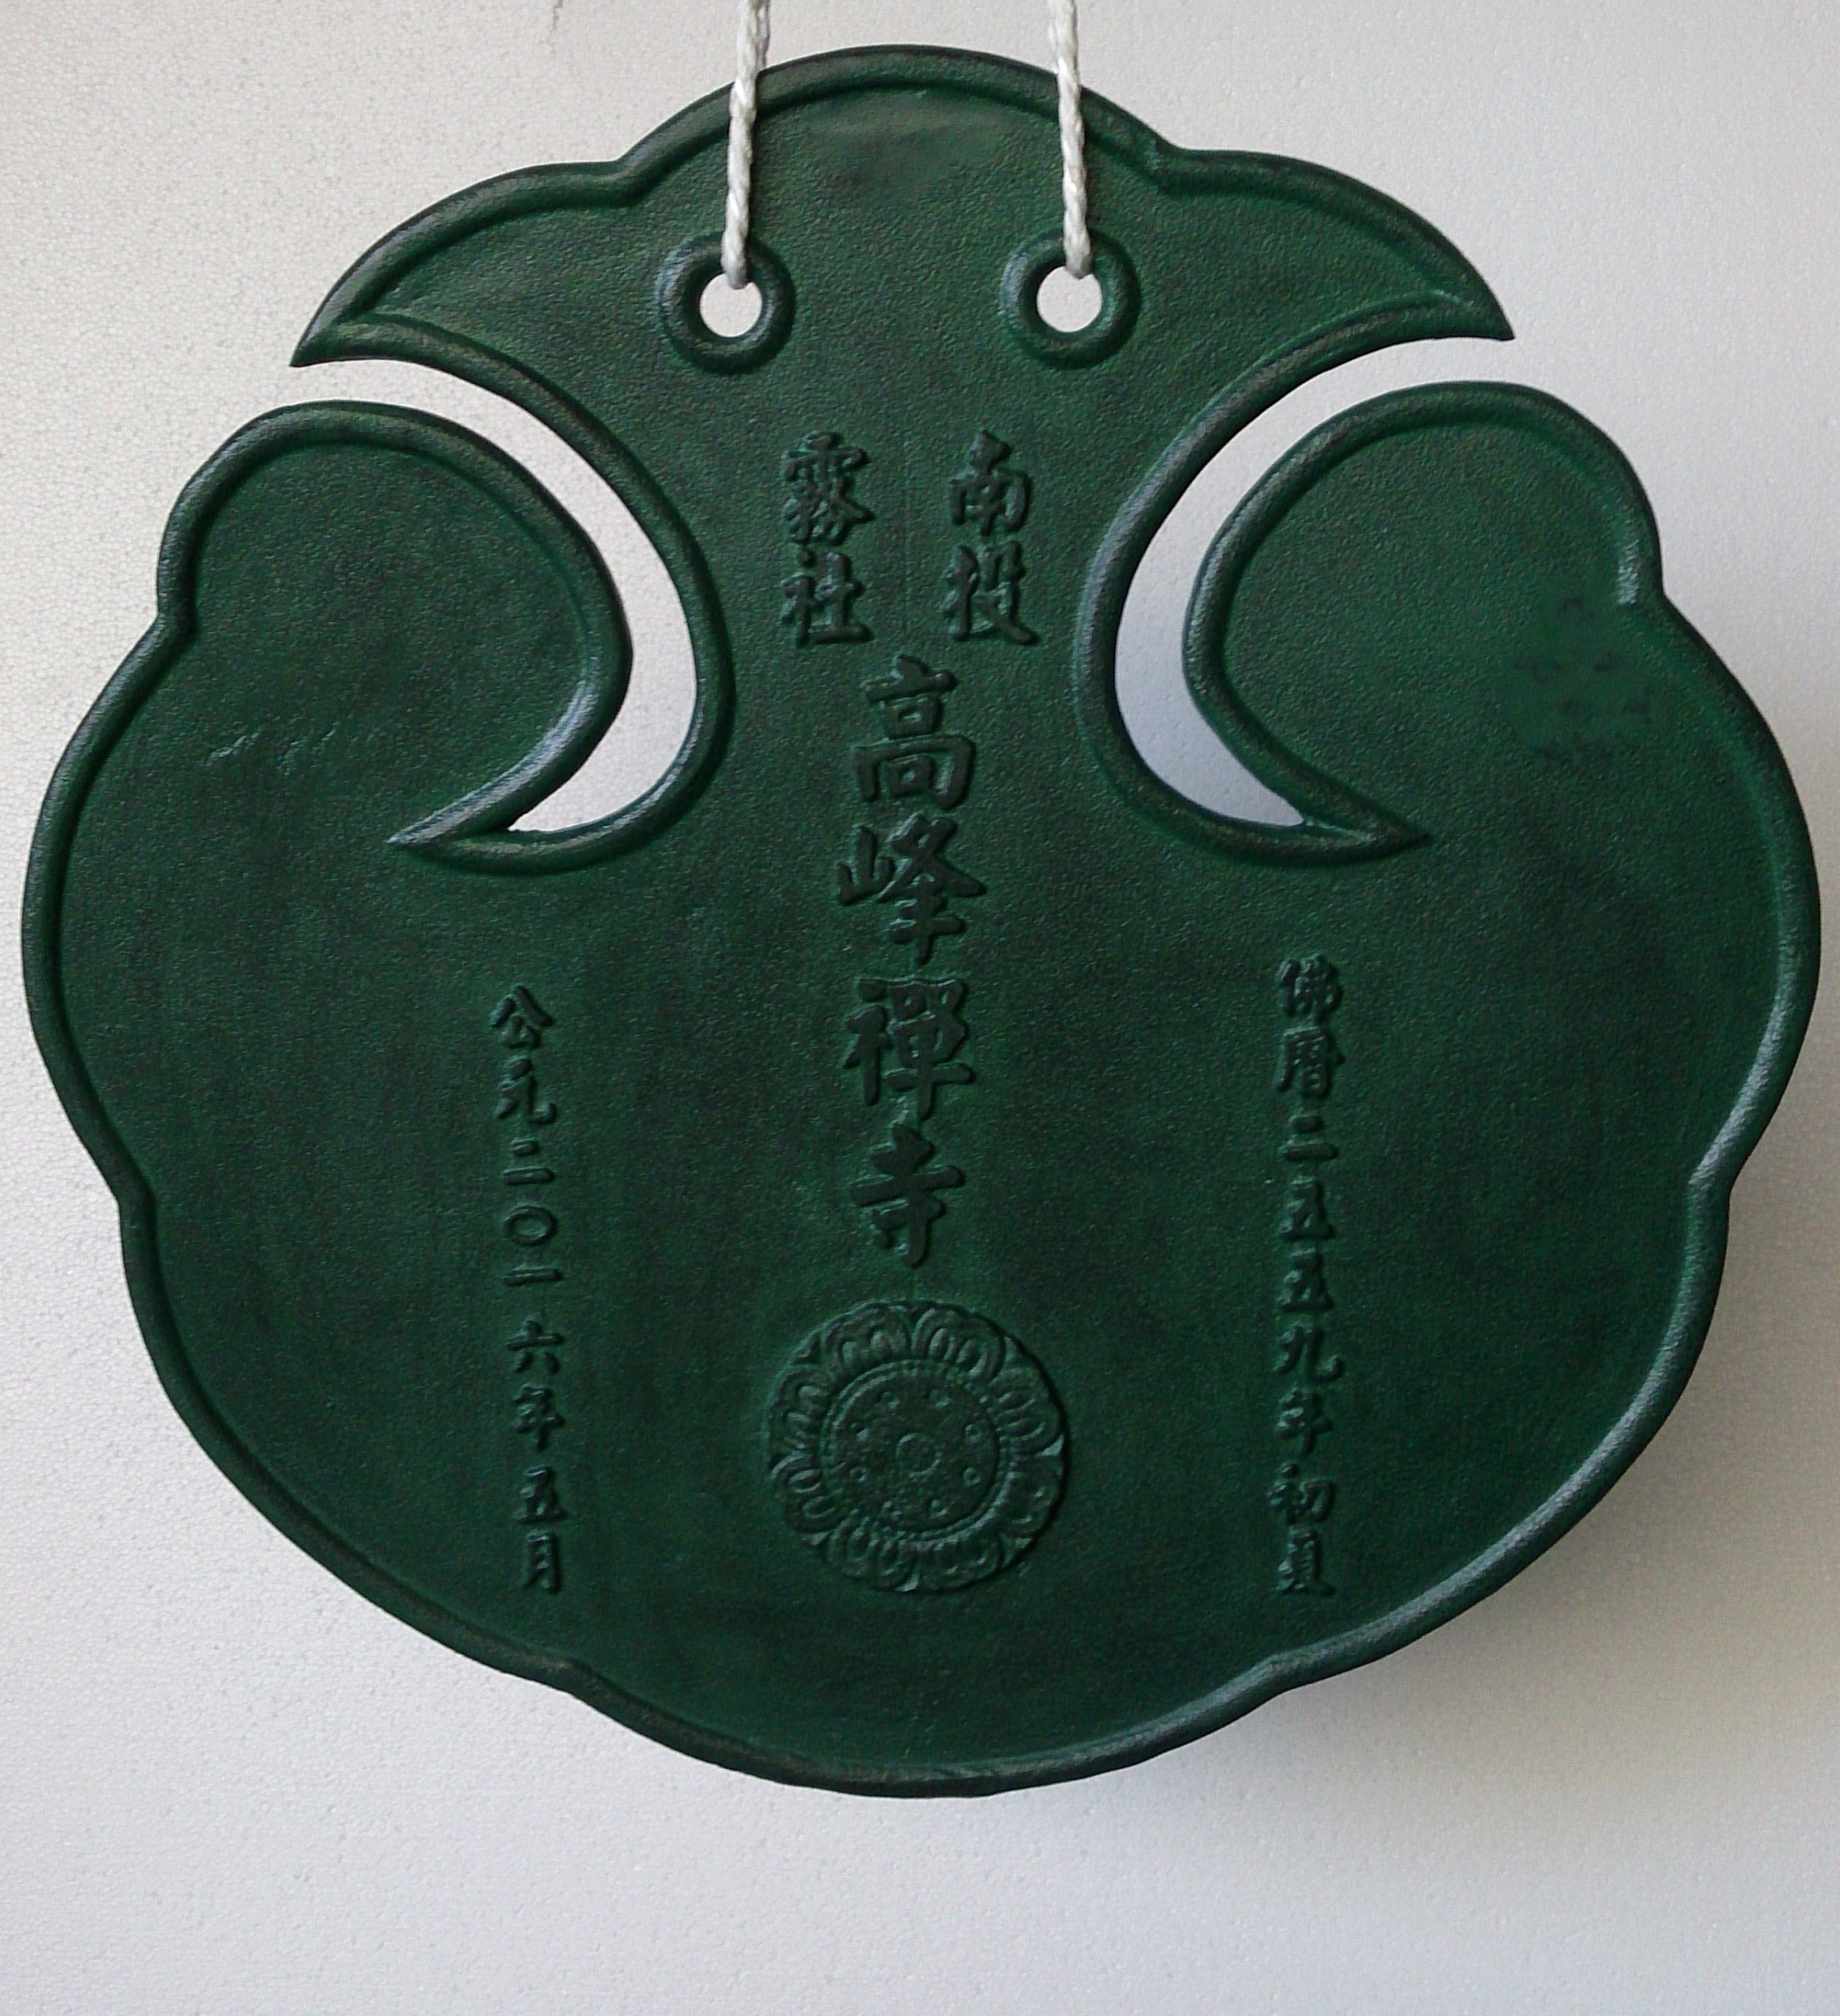 南投
霧社
高峰禪寺
佛曆二五五九年初夏
公元二〇一六年五月